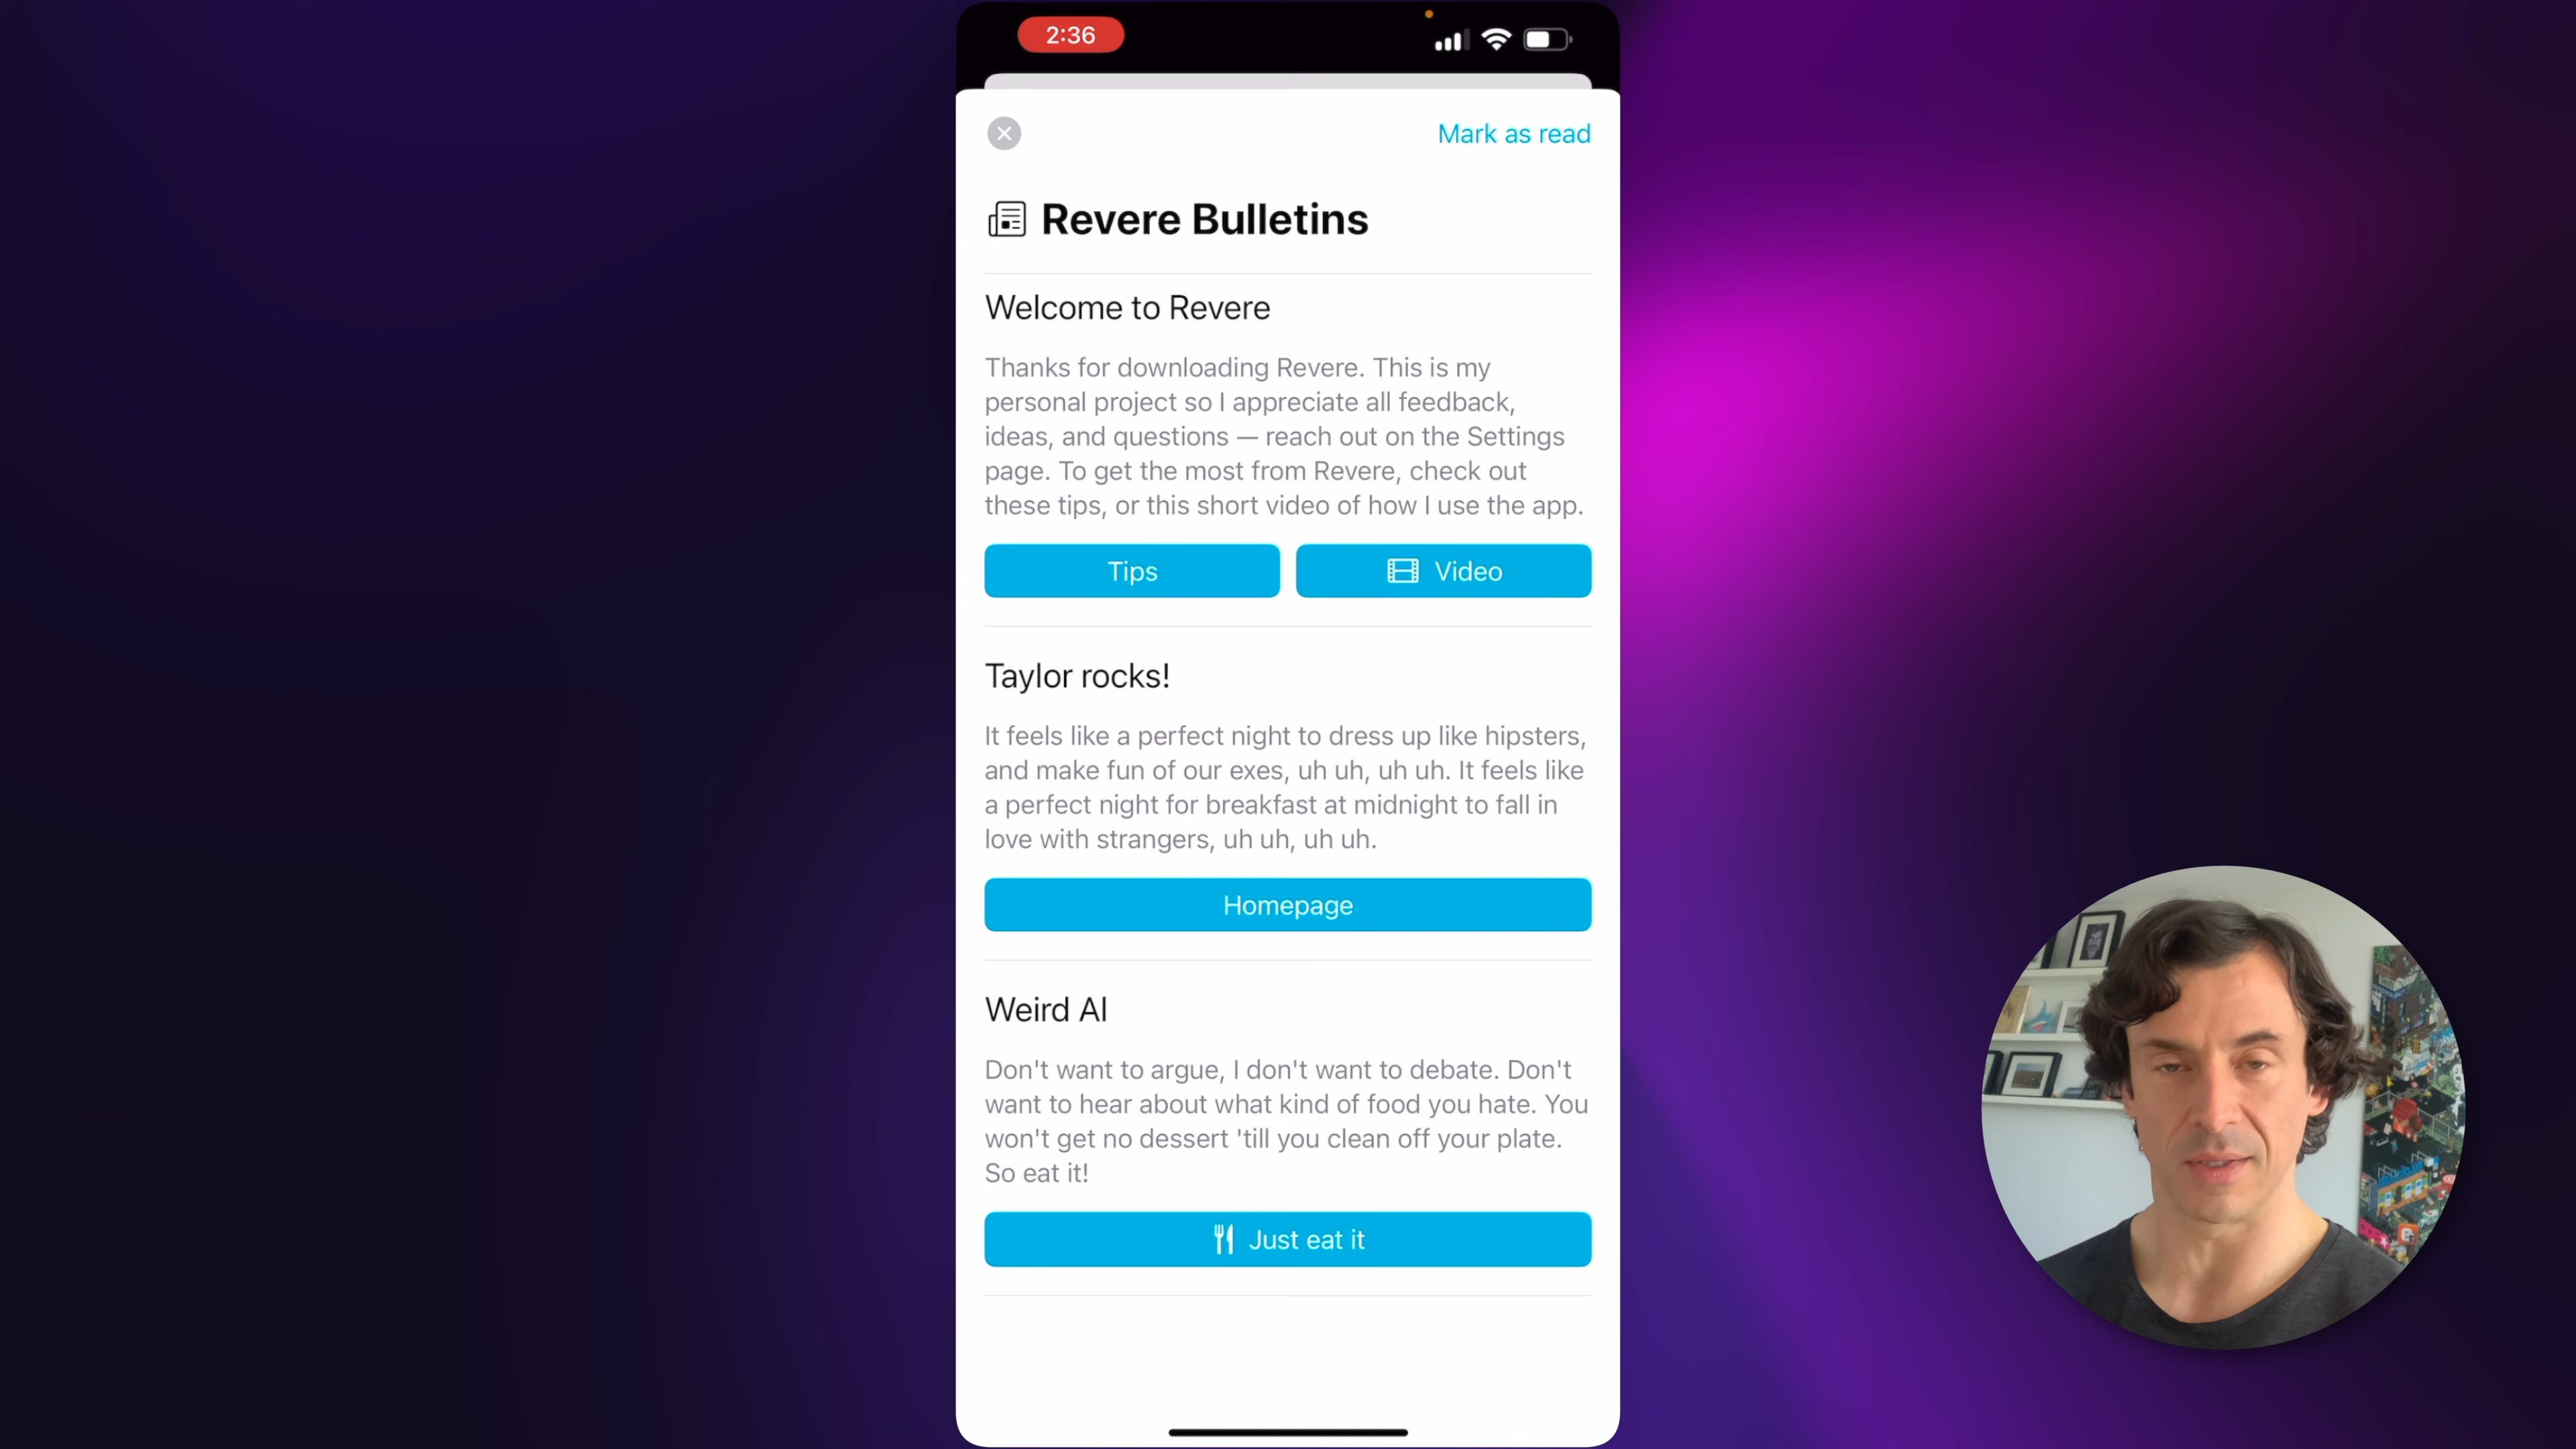 2:36
Mark as read
Revere Bulletins
Welcome to Revere
Thanks for downloading Revere. This is my
personal project so I appreciate all feedback,
ideas, and questions — reach out on the Settings
page. To get the most from Revere, check out
these tips, or this short video of how I use the app.
Tips
Video
Taylor rocks!
It feels like a perfect night to dress up like hipsters,
and make fun of our exes, uh uh, uh uh. It feels like
a perfect night for breakfast at midnight to fall in
love with strangers, uh uh, uh uh.
Homepage
Weird Al
Don't want to argue, I don't want to debate. Don't
want to hear about what kind of food you hate. You
won't get no dessert 'till you clean off your plate.
So eat it!
Just eat it